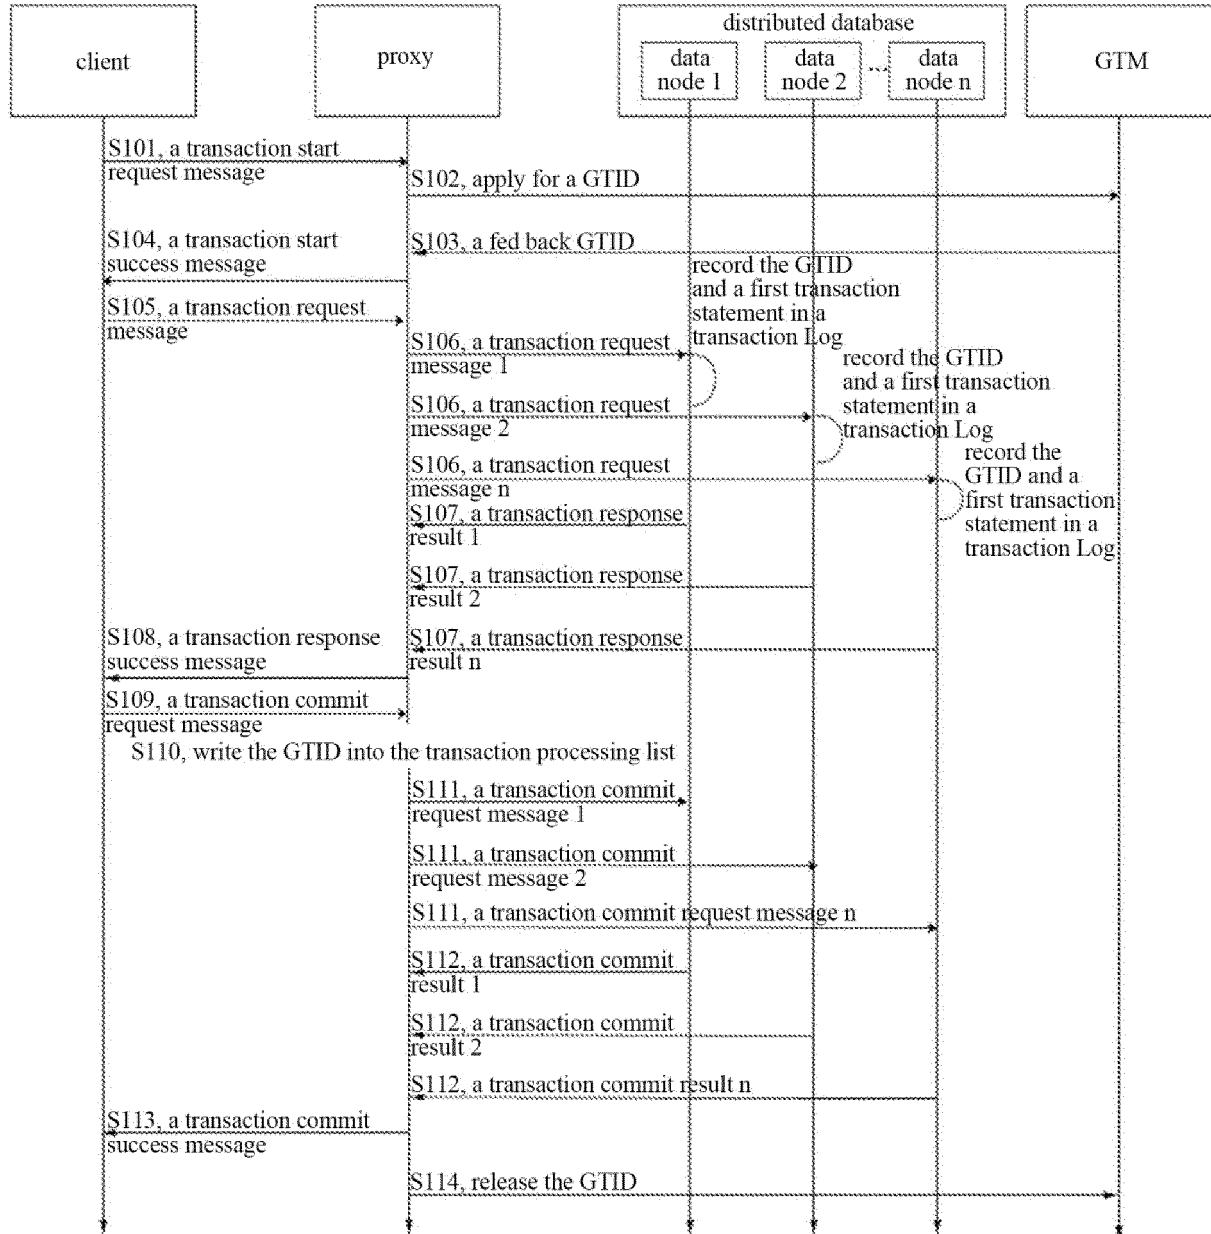 client
proxy
distributed database
data
node 1
data
node 2
data
node n
GTM
S101, a transaction start
request message
S102, apply for a GTID
S103, a fed back GTID
S104, a transaction start
success message
record the GTID
and a first transaction
statement in a
transaction Log
S105, a transaction request
message
S106, a transaction request
message 1
record the GTID
and a first transaction
statement in a
transaction Log
S106, a transaction request
message 2
S106, a transaction request
message n
record the
GTID and a
first transaction
statement in a
transaction Log
S107, a transaction response
result 1
S107, a transaction response
result 2
S107, a transaction response
result n
S108, a transaction response
success message
S109, a transaction commit
request message
S110, write the GTID into the transaction processing list
S111, a transaction commit
request message 1
S111, a transaction commit
request message 2
S111, a transaction commit request message n
S112, a transaction commit
result 1
S112, a transaction commit
result 2
S112, a transaction commit result n
S113, a transaction commit
success message
S114, release the GTID